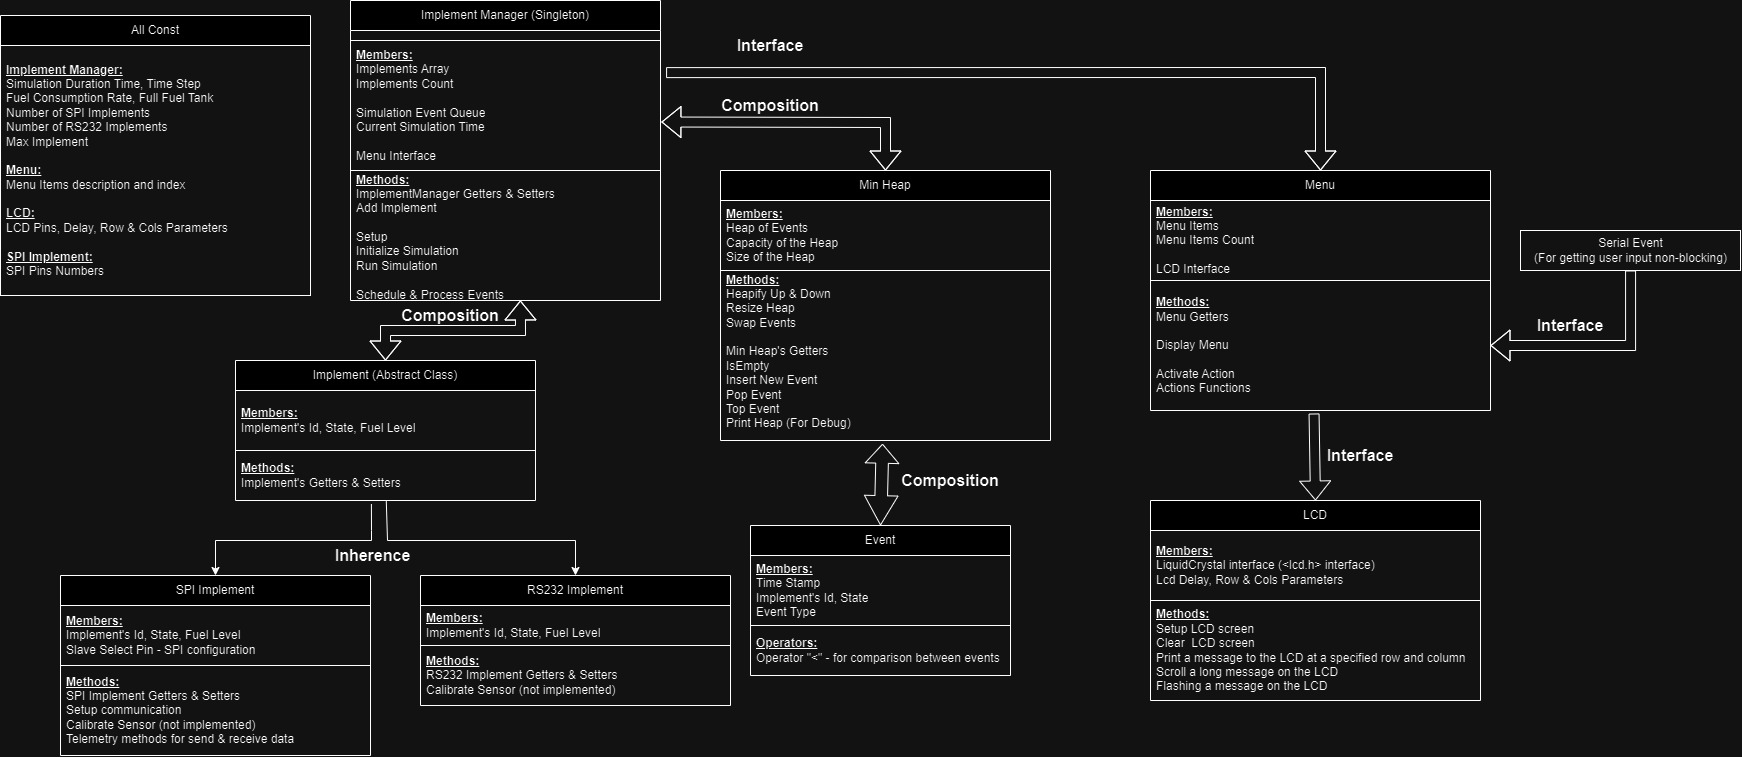 All Const
Implement Manager:
Simulation Duration Time, Time Step
Fuel Consumption Rate, Full Fuel Tank
Number of SPI Implements
Number of RS232 Implements
Max Implement
Menu:
Menu Items description and index
LCD:
LCD Pins, Delay, Row & Cols Parameters
SPI Implement:
SPI Pins Numbers
Implement Manager (Singleton)
Members:
Implements Array
Implements Count
Simulation Event Queue
Current Simulation Time
Menu Interface
Methods:
ImplementManager Getters & Setters
Add Implement
Setup
Initialize Simulation
Run Simulation
Schedule & Process Events
Interface
Composition
Composition
Min Heap
Members:
Heap of Events
Capacity of the Heap
Size of the Heap
Methods:
Heapify Up & Down
Resize Heap
Swap Events
Min Heap's Getters
IsEmpty
Insert New Event
Pop Event
Top Event
Print Heap (For Debug)
Menu
Members:
Menu Items
Menu Items Count
LCD Interface
Methods:
Menu Getters
Display Menu
Activate Action
Actions Functions
Serial Event
(For getting user input non-blocking)
Interface
Implement (Abstract Class)
Members:
Implement's Id, State, Fuel Level
Methods:
Implement's Getters & Setters
Inherence
Composition
Interface
SPI Implement
Members:
Implement's Id, State, Fuel Level
Slave Select Pin - SPI configuration
Methods:
SPI Implement Getters & Setters
Setup communication
Calibrate Sensor (not implemented)
Telemetry methods for send & receive data
RS232 Implement
Members:
Implement's Id, State, Fuel Level
Methods:
RS232 Implement Getters & Setters
Calibrate Sensor (not implemented)
Event
Members:
Time Stamp
Implement's Id, State
Event Type
Operators:
Operator "<" - for comparison between events
LCD
Members:
LiquidCrystal interface (<lcd.h> interface)
Lcd Delay, Row & Cols Parameters
Methods:
Setup LCD screen
Clear  LCD screen
Print a message to the LCD at a specified row and column
Scroll a long message on the LCD
Flashing a message on the LCD